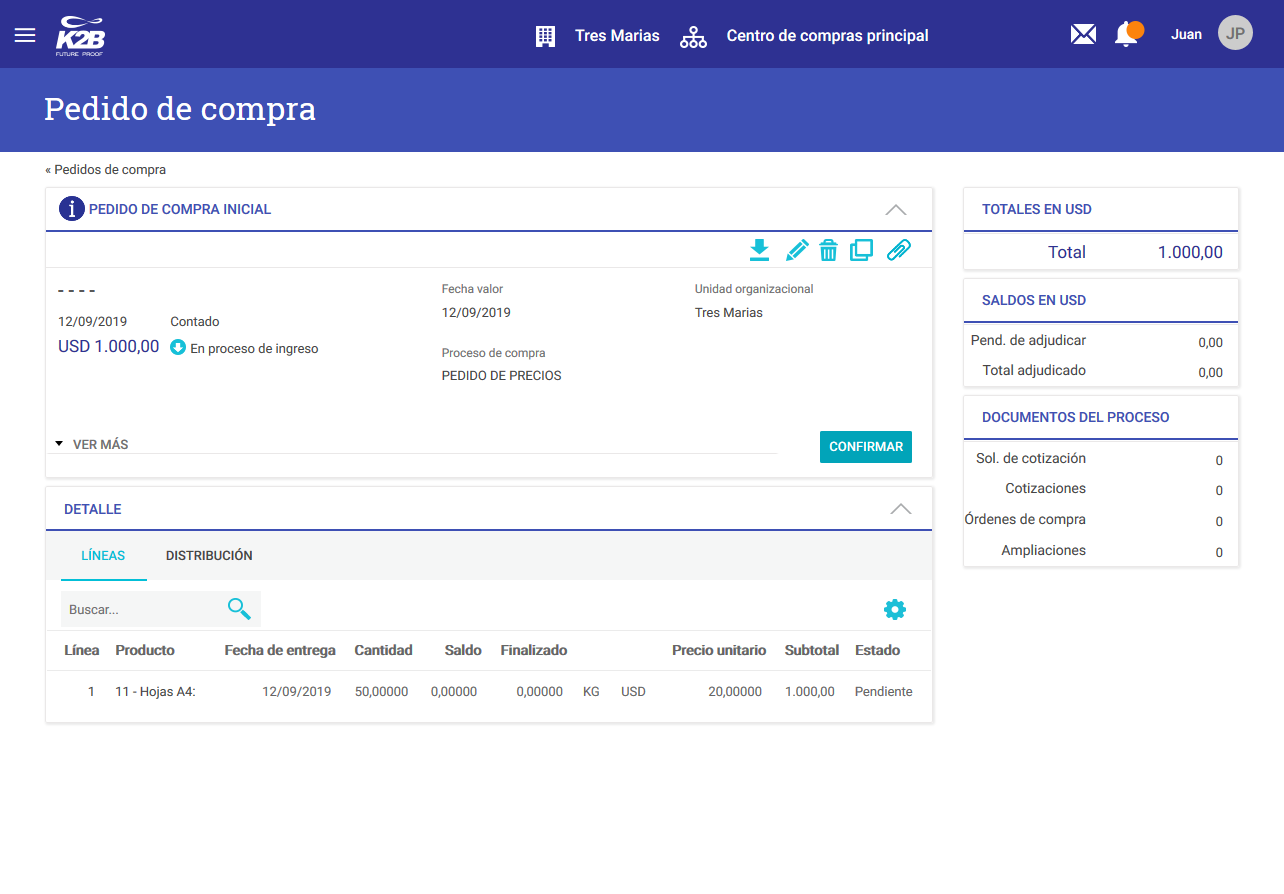 K2B
FUTURE PROOF
Tres Marias
Centro de compras principal
Juan
JP
Pedido de compra
« Pedidos de compra
i PEDIDO DE COMPRA INICIAL
- - - -
12/09/2019 Contado
USD 1.000,00 En proceso de ingreso
Fecha valor
12/09/2019
Proceso de compra
PEDIDO DE PRECIOS
Unidad organizacional
Tres Marias
VER MÁS
CONFIRMAR
DETALLE
LÍNEAS DISTRIBUCIÓN
Buscar...
Línea Producto Fecha de entrega Cantidad Saldo Finalizado Precio unitario Subtotal Estado
1 11 - Hojas A4: 12/09/2019 50,00000 0,00000 0,00000 KG USD 20,00000 1.000,00 Pendiente
TOTALES EN USD
Total 1.000,00
SALDOS EN USD
Pend. de adjudicar 0,00
Total adjudicado 0,00
DOCUMENTOS DEL PROCESO
Sol. de cotización 0
Cotizaciones 0
Órdenes de compra 0
Ampliaciones 0